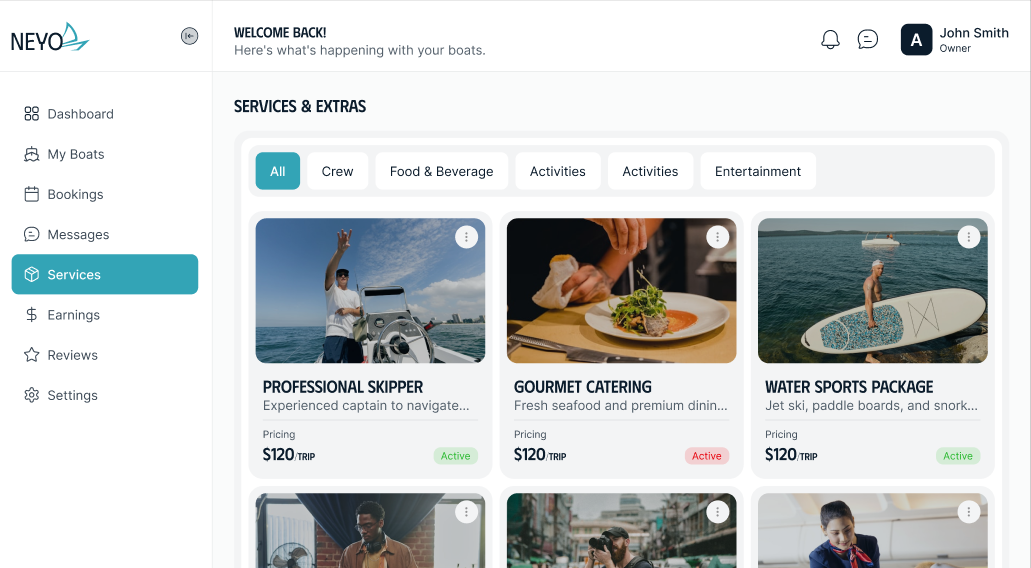 NEYO
WELCOME BACK!
Here's what's happening with your boats.
A
John Smith
Owner
Dashboard
My Boats
Bookings
Messages
Services
Earnings
Reviews
Settings
SERVICES & EXTRAS
All Crew Food & Beverage Activities Activities Entertainment
PROFESSIONAL SKIPPER
Experienced captain to navigate...
Pricing
$120/TRIP Active
GOURMET CATERING
Fresh seafood and premium dinin...
Pricing
$120/TRIP Active
WATER SPORTS PACKAGE
Jet ski, paddle boards, and snork...
Pricing
$120/TRIP Active